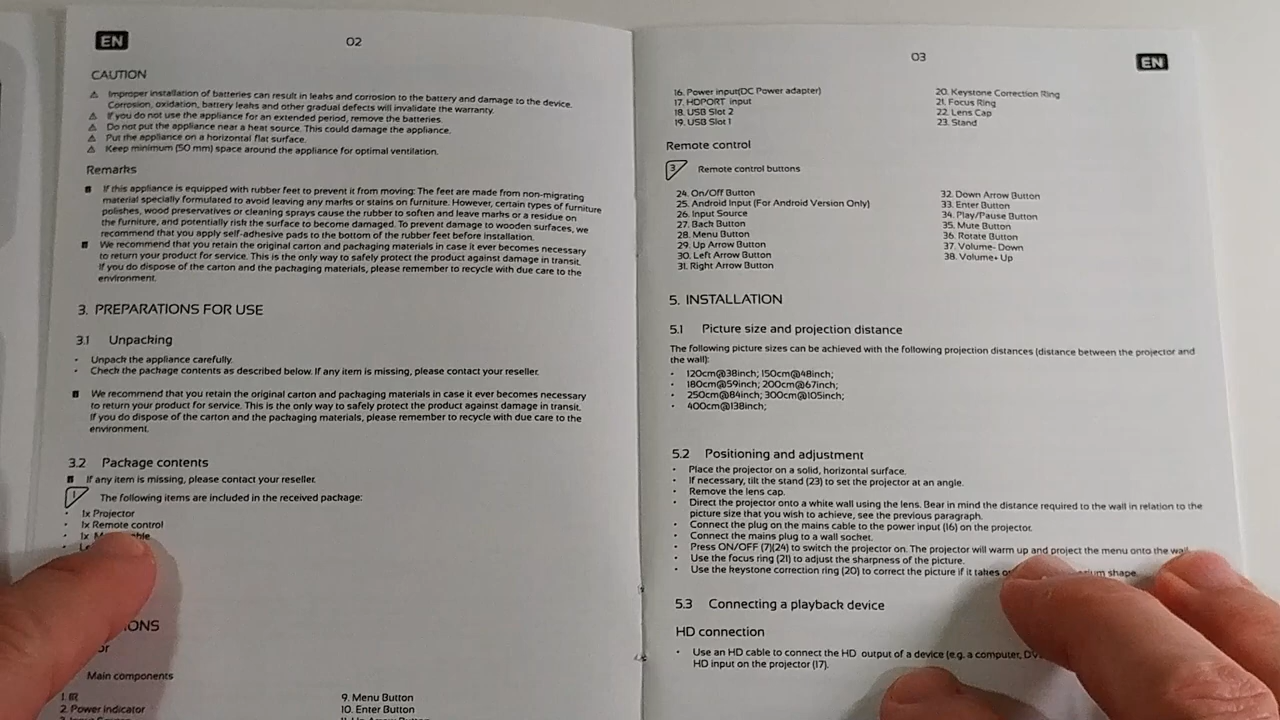 EN
02
CAUTION
⚠ Improper installation of batteries can result in leaks and corrosion to the battery and damage to the device.
Corrosion, oxidation, battery leaks and other gradual defects will invalidate the warranty.
⚠ If you do not use the appliance for an extended period, remove the batteries.
⚠ Do not put the appliance near a heat source. This could damage the appliance.
⚠ Put the appliance on a horizontal flat surface.
⚠ Keep minimum (50 mm) space around the appliance for optimal ventilation.
Remarks
If this appliance is equipped with rubber feet to prevent it from moving: The feet are made from non-migrating
material specially formulated to avoid leaving any marks or stains on furniture. However, certain types of furniture
polishes, wood preservatives or cleaning sprays cause the rubber to soften and leave marks or a residue on
the furniture, and potentially risk the surface to become damaged. To prevent damage to wooden surfaces, we
recommend that you apply self-adhesive pads to the bottom of the rubber feet before installation.
We recommend that you retain the original carton and packaging materials in case it ever becomes necessary
to return your product for service. This is the only way to safely protect the product against damage in transit.
If you do dispose of the carton and the packaging materials, please remember to recycle with due care to the
environment.
3. PREPARATIONS FOR USE
3.1 Unpacking
• Unpack the appliance carefully.
• Check the package contents as described below. If any item is missing, please contact your reseller.
We recommend that you retain the original carton and packaging materials in case it ever becomes necessary
to return your product for service. This is the only way to safely protect the product against damage in transit.
If you do dispose of the carton and the packaging materials, please remember to recycle with due care to the
environment.
3.2 Package contents
If any item is missing, please contact your reseller.
1 The following items are included in the received package:
• 1x Projector
• 1x Remote control
• 1x
Main components
1. IR
2. Power indicator
9. Menu Button
10. Enter Button
03
EN
16. Power input(DC Power adapter)
17. HDPORT input
18. USB Slot 2
19. USB Slot 1
20. Keystone Correction Ring
21. Focus Ring
22. Lens Cap
23. Stand
Remote control
3 Remote control buttons
24. On/Off Button
25. Android Input (For Android Version Only)
26. Input Source
27. Back Button
28. Menu Button
29. Up Arrow Button
30. Left Arrow Button
31. Right Arrow Button
32. Down Arrow Button
33. Enter Button
34. Play/Pause Button
35. Mute Button
36. Rotate Button
37. Volume- Down
38. Volume+ Up
5. INSTALLATION
5.1 Picture size and projection distance
The following picture sizes can be achieved with the following projection distances (distance between the projector and
the wall):
• 120cm@38inch; 150cm@48inch;
• 180cm@59inch; 200cm@67inch;
• 250cm@84inch; 300cm@105inch;
• 400cm@138inch;
5.2 Positioning and adjustment
• Place the projector on a solid, horizontal surface.
• If necessary, tilt the stand (23) to set the projector at an angle.
• Remove the lens cap.
• Direct the projector onto a white wall using the lens. Bear in mind the distance required to the wall in relation to the
picture size that you wish to achieve, see the previous paragraph.
• Connect the plug on the mains cable to the power input (16) on the projector.
• Connect the mains plug to a wall socket.
• Press ON/OFF (7)(24) to switch the projector on. The projector will warm up and project the menu onto the wall.
• Use the focus ring (21) to adjust the sharpness of the picture.
• Use the keystone correction ring (20) to correct the picture if it takes shape.
5.3 Connecting a playback device
HD connection
• Use an HD cable to connect the HD output of a device (e.g. a computer,
HD input on the projector (17).